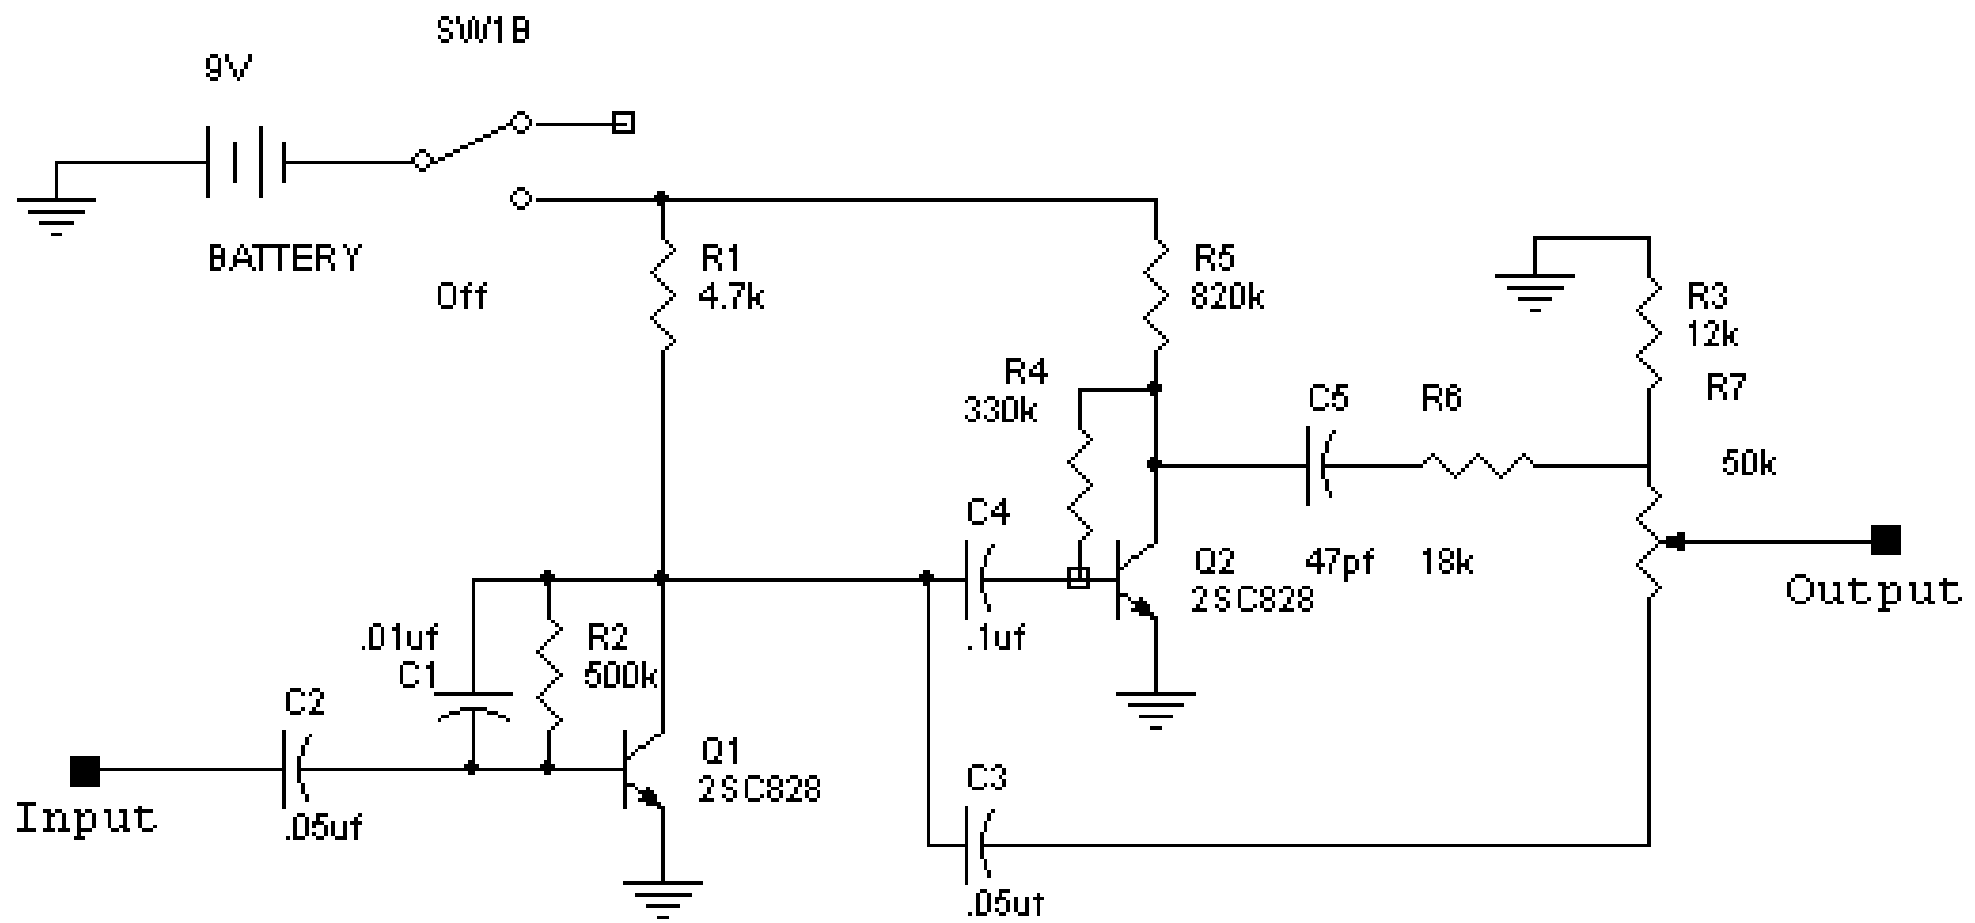 SW1B
9V
BATTERY
Off
R1
4.7k
R5
820k
R3
12k
R7
50k
R4
330k
C5
47pf
R6
18k
C4
.1uf
Q2
2SC828
.01uf
C1
R2
500k
C2
.05uf
Q1
2SC828
C3
.05uf
Input
Output